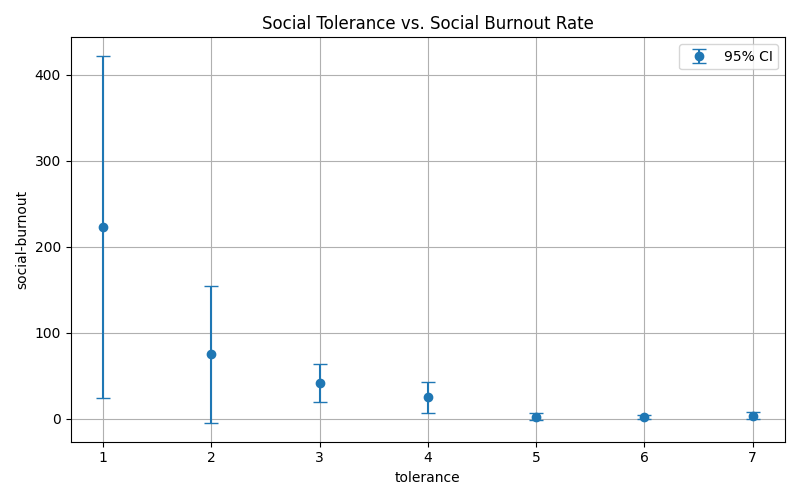 Social Tolerance vs. Social Burnout Rate
95% CI
social-burnout
400
300
200
100
0
1 2 3 4 5 6 7
tolerance